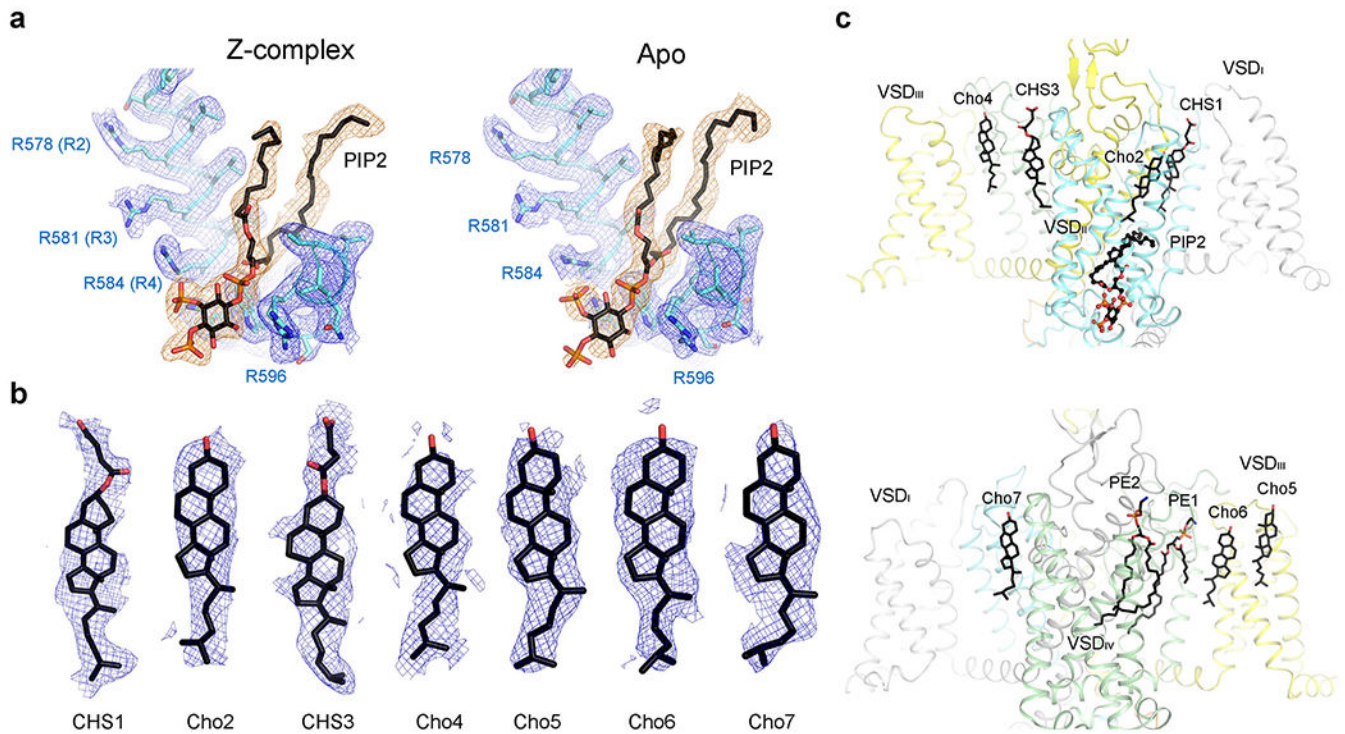 a
Z-complex
Apo
R578 (R2)
R581 (R3)
R584 (R4)
R596
PIP2
R578
R581
R584
R596
PIP2
b
CHS1
Cho2
CHS3
Cho4
Cho5
Cho6
Cho7
c
VSDIII
Cho4
CHS3
VSDI
CHS1
Cho2
VSDII
PIP2
VSDI
Cho7
PE2
PE1
VSDIII
Cho5
Cho6
VSDIV